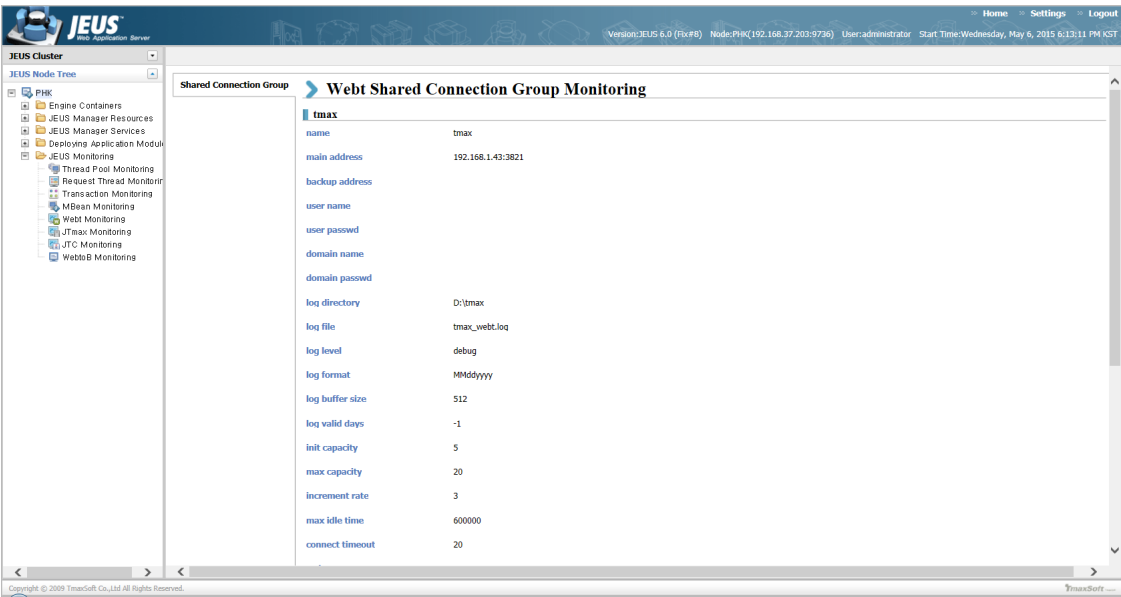 JEUS™
Web Application Server
Home Settings Logout
Version:JEUS 6.0 (Fix#8) Node:PHK(192.168.37.203:9736) User:administrator Start Time:Wednesday, May 6, 2015 6:13:11 PM KST
JEUS Cluster
JEUS Node Tree
PHK
Engine Containers
JEUS Manager Resources
JEUS Manager Services
Deploying Application Modul
JEUS Monitoring
Thread Pool Monitoring
Request Thread Monitorin
Transaction Monitoring
MBean Monitoring
Webt Monitoring
JTmax Monitoring
JTC Monitoring
WebtoB Monitoring
Shared Connection Group
Webt Shared Connection Group Monitoring
tmax
name tmax
main address 192.168.1.43:3821
backup address
user name
user passwd
domain name
domain passwd
log directory D:\tmax
log file tmax_webt.log
log level debug
log format MMddyyyy
log buffer size 512
log valid days -1
init capacity 5
max capacity 20
increment rate 3
max idle time 600000
connect timeout 20
Copyright © 2009 TmaxSoft Co.,Ltd All Rights Reserved.
TmaxSoft